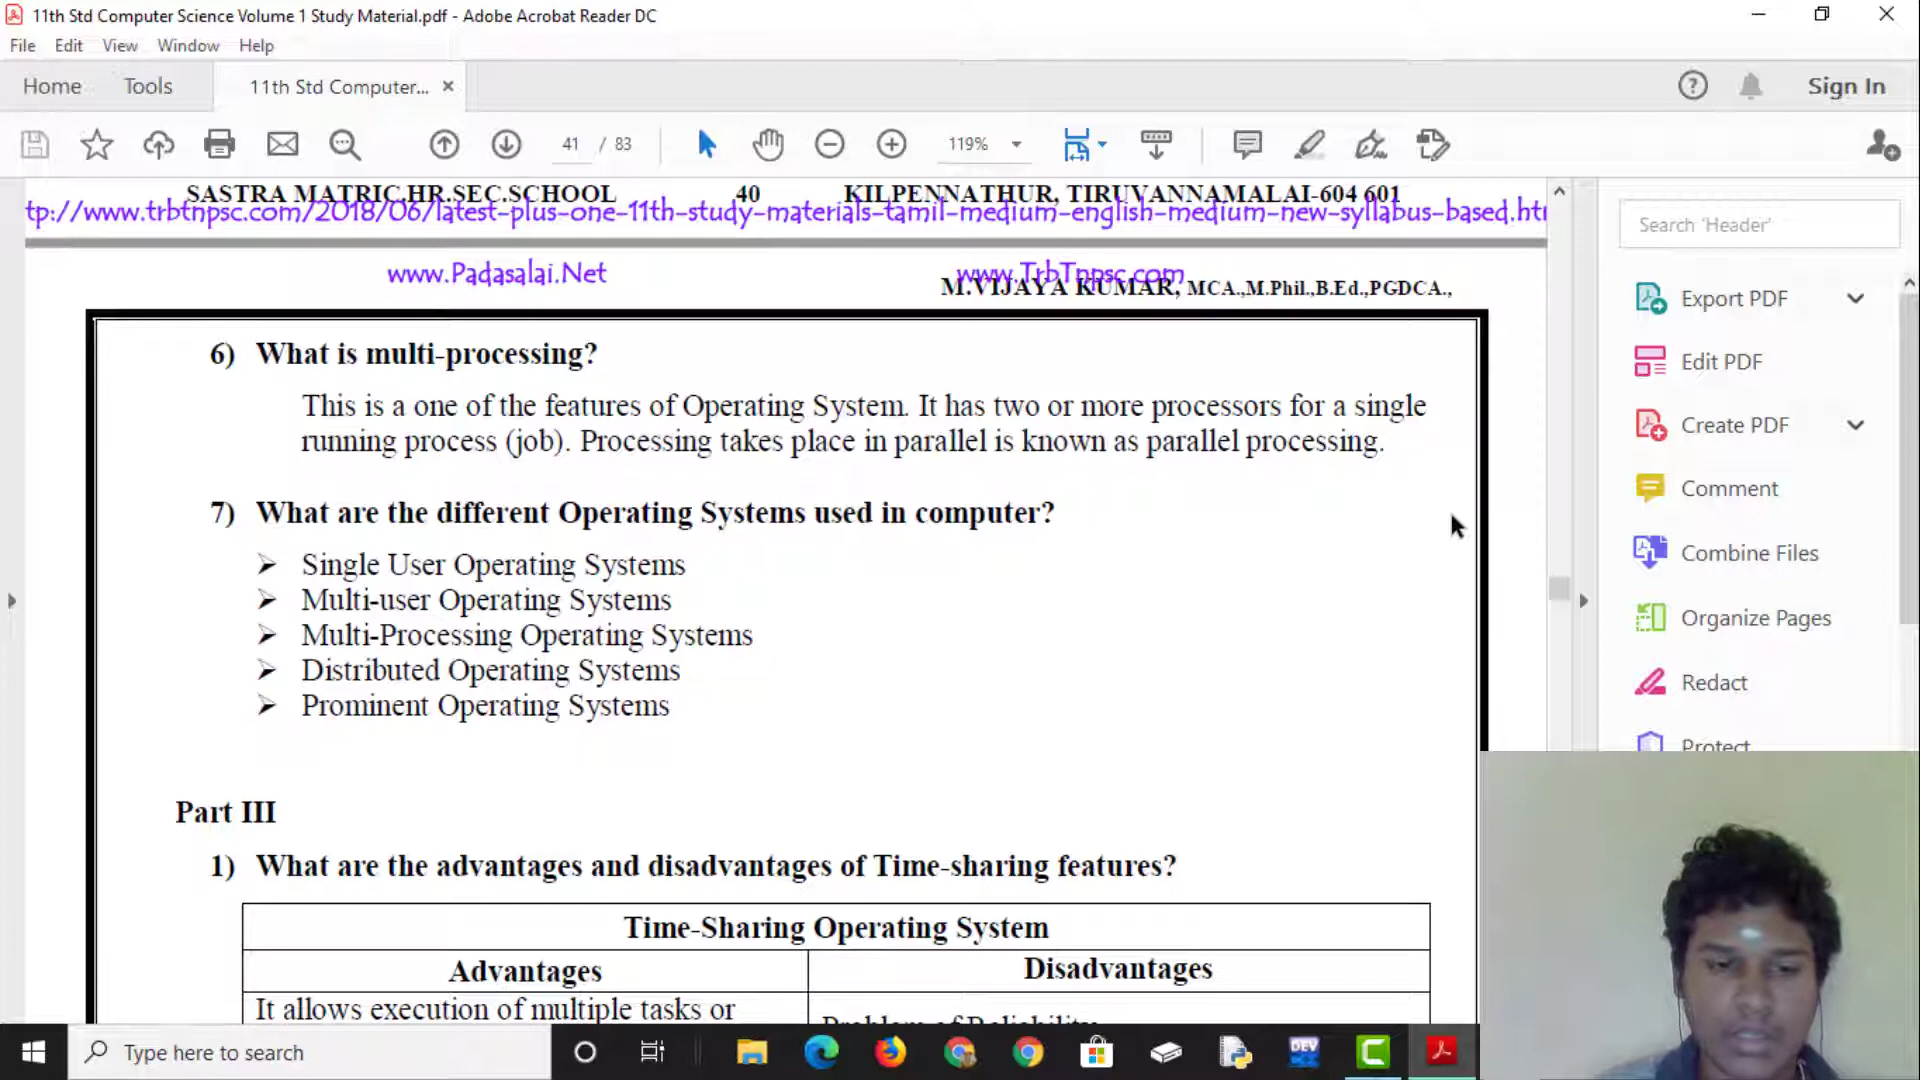 11th Std Computer Science Volume 1 Study Material.pdf - Adobe Acrobat Reader DC
File Edit View Window Help
Home Tools 11th Std Computer... × Sign In
41 / 83 119%
SASTRA MATRIC.HR.SEC.SCHOOL 40 KILPENNATHUR, TIRUVANNAMALAI-604 601
tp://www.trbtnpsc.com/2018/06/latest-plus-one-11th-study-materials-tamil-medium-english-medium-new-syllabus-based.htm
www.Padasalai.Net www.TrbTnpsc.com
M.VIJAYA KUMAR, MCA.,M.Phil.,B.Ed.,PGDCA.,
6) What is multi-processing?
This is a one of the features of Operating System. It has two or more processors for a single
running process (job). Processing takes place in parallel is known as parallel processing.
7) What are the different Operating Systems used in computer?
➢ Single User Operating Systems
➢ Multi-user Operating Systems
➢ Multi-Processing Operating Systems
➢ Distributed Operating Systems
➢ Prominent Operating Systems
Part III
1) What are the advantages and disadvantages of Time-sharing features?
Time-Sharing Operating System
Advantages Disadvantages
It allows execution of multiple tasks or
Problem of Reliability
Search 'Header'
Export PDF
Edit PDF
Create PDF
Comment
Combine Files
Organize Pages
Redact
Protect
Type here to search
DEV